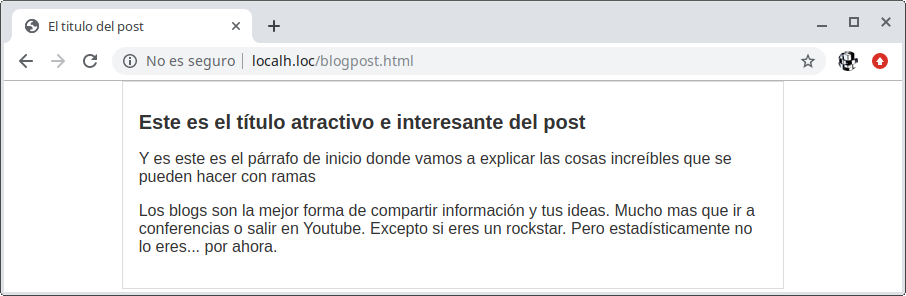 El titulo del post
No es seguro localh.loc/blogpost.html
Este es el título atractivo e interesante del post
Y es este es el párrafo de inicio donde vamos a explicar las cosas increíbles que se
pueden hacer con ramas
Los blogs son la mejor forma de compartir información y tus ideas. Mucho mas que ir a
conferencias o salir en Youtube. Excepto si eres un rockstar. Pero estadísticamente no
lo eres... por ahora.